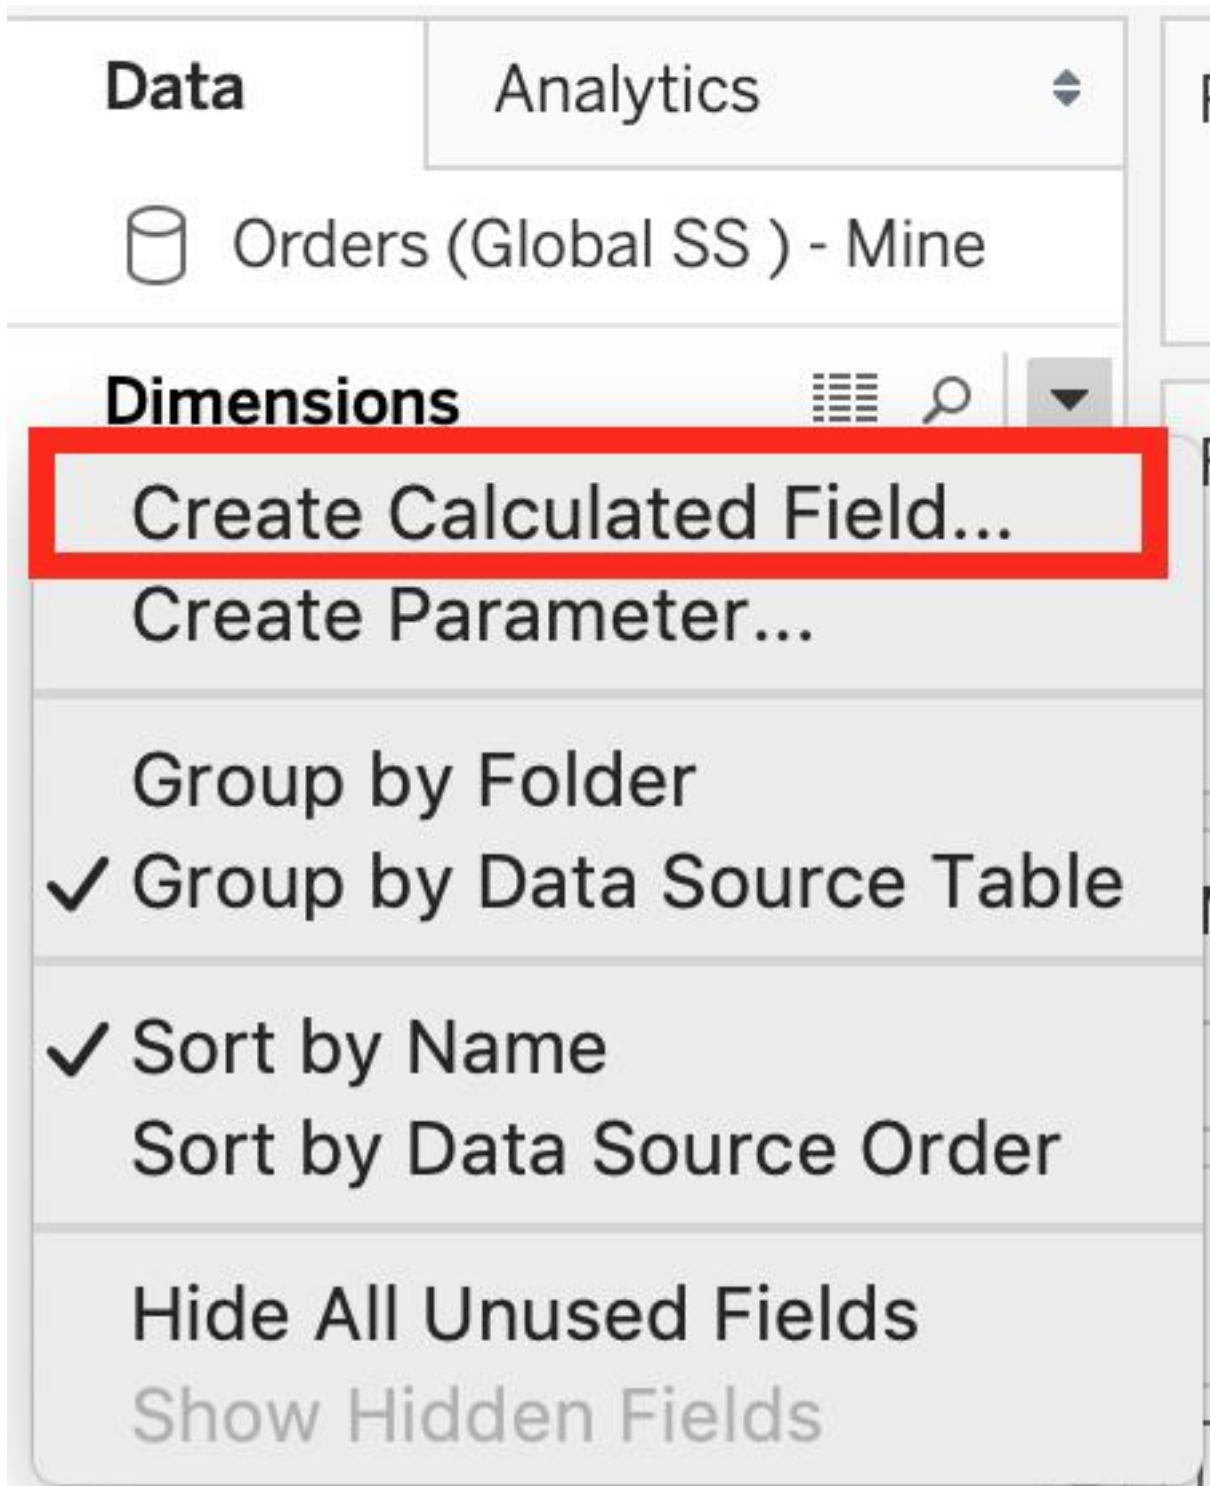 Data Analytics
Orders (Global SS ) - Mine
Dimensions
Create Calculated Field...
Create Parameter...
Group by Folder
Group by Data Source Table
Sort by Name
Sort by Data Source Order
Hide All Unused Fields
Show Hidden Fields